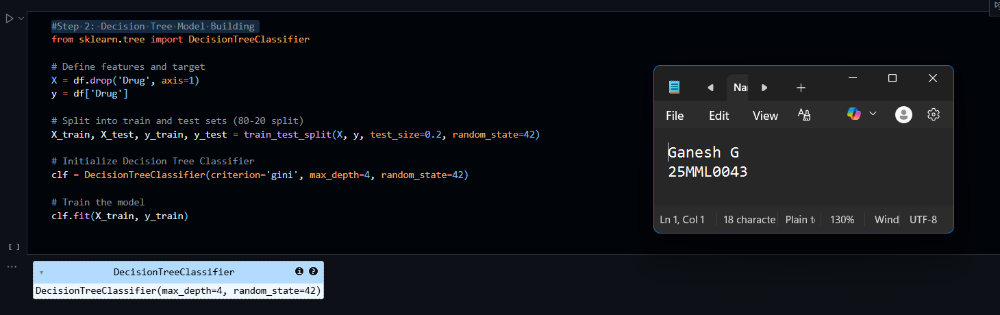 #Step 2: Decision Tree Model Building
from sklearn.tree import DecisionTreeClassifier
# Define features and target
X = df.drop('Drug', axis=1)
y = df['Drug']
# Split into train and test sets (80-20 split)
X_train, X_test, y_train, y_test = train_test_split(X, y, test_size=0.2, random_state=42)
# Initialize Decision Tree Classifier
clf = DecisionTreeClassifier(criterion='gini', max_depth=4, random_state=42)
# Train the model
clf.fit(X_train, y_train)
[ ]
DecisionTreeClassifier
DecisionTreeClassifier(max_depth=4, random_state=42)
Na
File Edit View
Ganesh G
25MML0043
Ln 1, Col 1 18 characte Plain t 130% Wind UTF-8